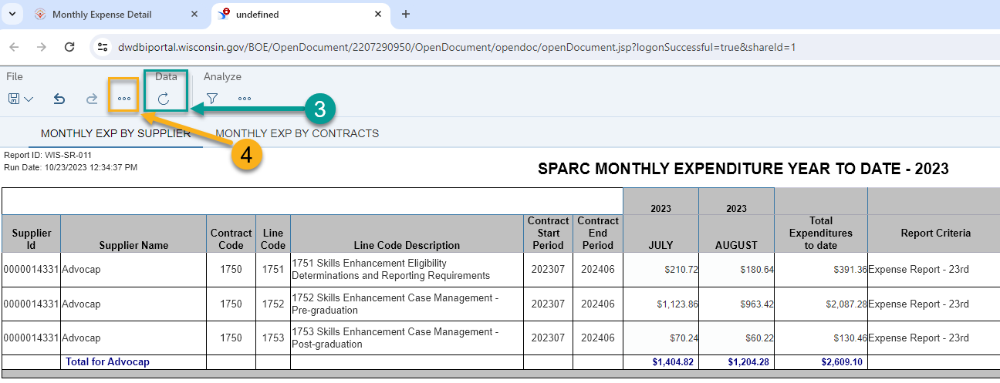 Monthly Expense Detail
undefined
dwdbiportal.wisconsin.gov/BOE/OpenDocument/2207290950/OpenDocument/opendoc/openDocument.jsp?logonSuccessful=true&shareId=1
File Data Analyze
3
MONTHLY EXP BY SUPPLIER MONTHLY EXP BY CONTRACTS
4
Report ID: WIS-SR-011
Run Date: 10/23/2023 12:34:37 PM
SPARC MONTHLY EXPENDITURE YEAR TO DATE - 2023
2023 2023
Supplier Id Supplier Name Contract Code Line Code Line Code Description Contract Start Period Contract End Period JULY AUGUST Total Expenditures to date Report Criteria
0000014331 Advocap 1750 1751 1751 Skills Enhancement Eligibility Determinations and Reporting Requirements 202307 202406 $210.72 $180.64 $391.36 Expense Report - 23rd
0000014331 Advocap 1750 1752 1752 Skills Enhancement Case Management - Pre-graduation 202307 202406 $1,123.86 $963.42 $2,087.28 Expense Report - 23rd
0000014331 Advocap 1750 1753 1753 Skills Enhancement Case Management - Post-graduation 202307 202406 $70.24 $60.22 $130.46 Expense Report - 23rd
Total for Advocap $1,404.82 $1,204.28 $2,609.10